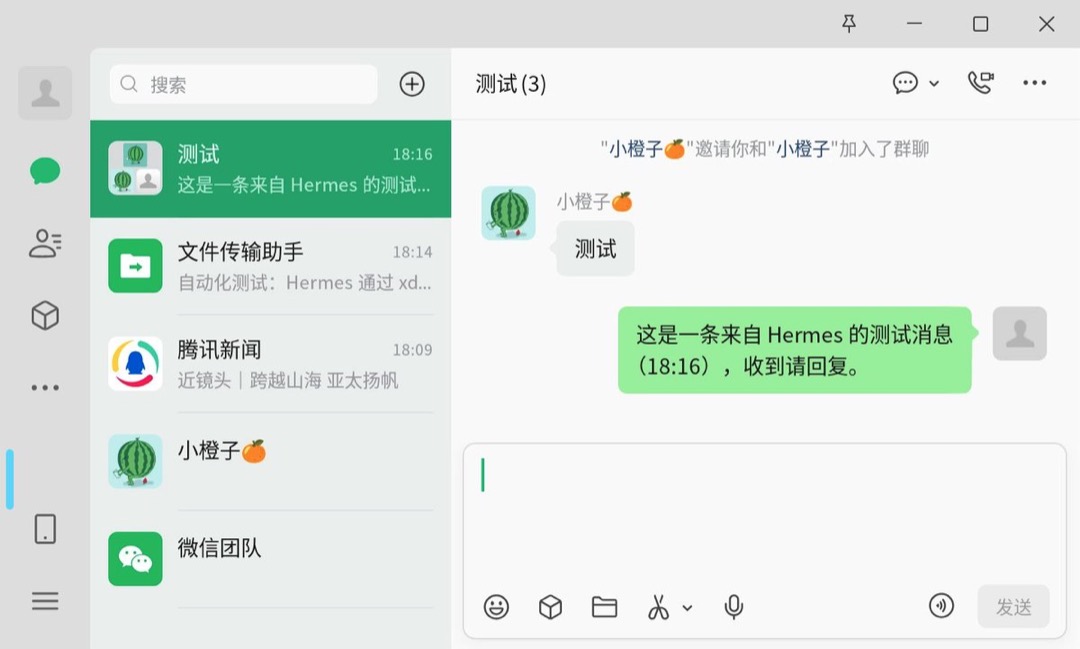 搜索
测试
18:16
这是一条来自 Hermes 的测试...
文件传输助手
18:14
自动化测试：Hermes 通过 xd...
腾讯新闻
18:09
近镜头｜跨越山海 亚太扬帆
小橙子🍊
微信团队
测试(3)
"小橙子🍊"邀请你和"小橙子"加入了群聊
小橙子🍊
测试
这是一条来自 Hermes 的测试消息
（18:16），收到请回复。
发送